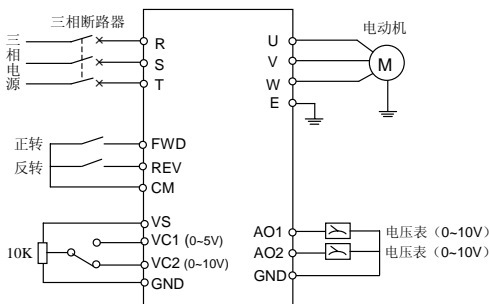 三相断路器
三相电源
R
S
T
正转
反转
FWD
REV
CM
10K
VS
VC1 (0~5V)
VC2 (0~10V)
GND
电动机
U
V
W
E
M
AO1
电压表（0~10V）
AO2
电压表（0~10V）
GND